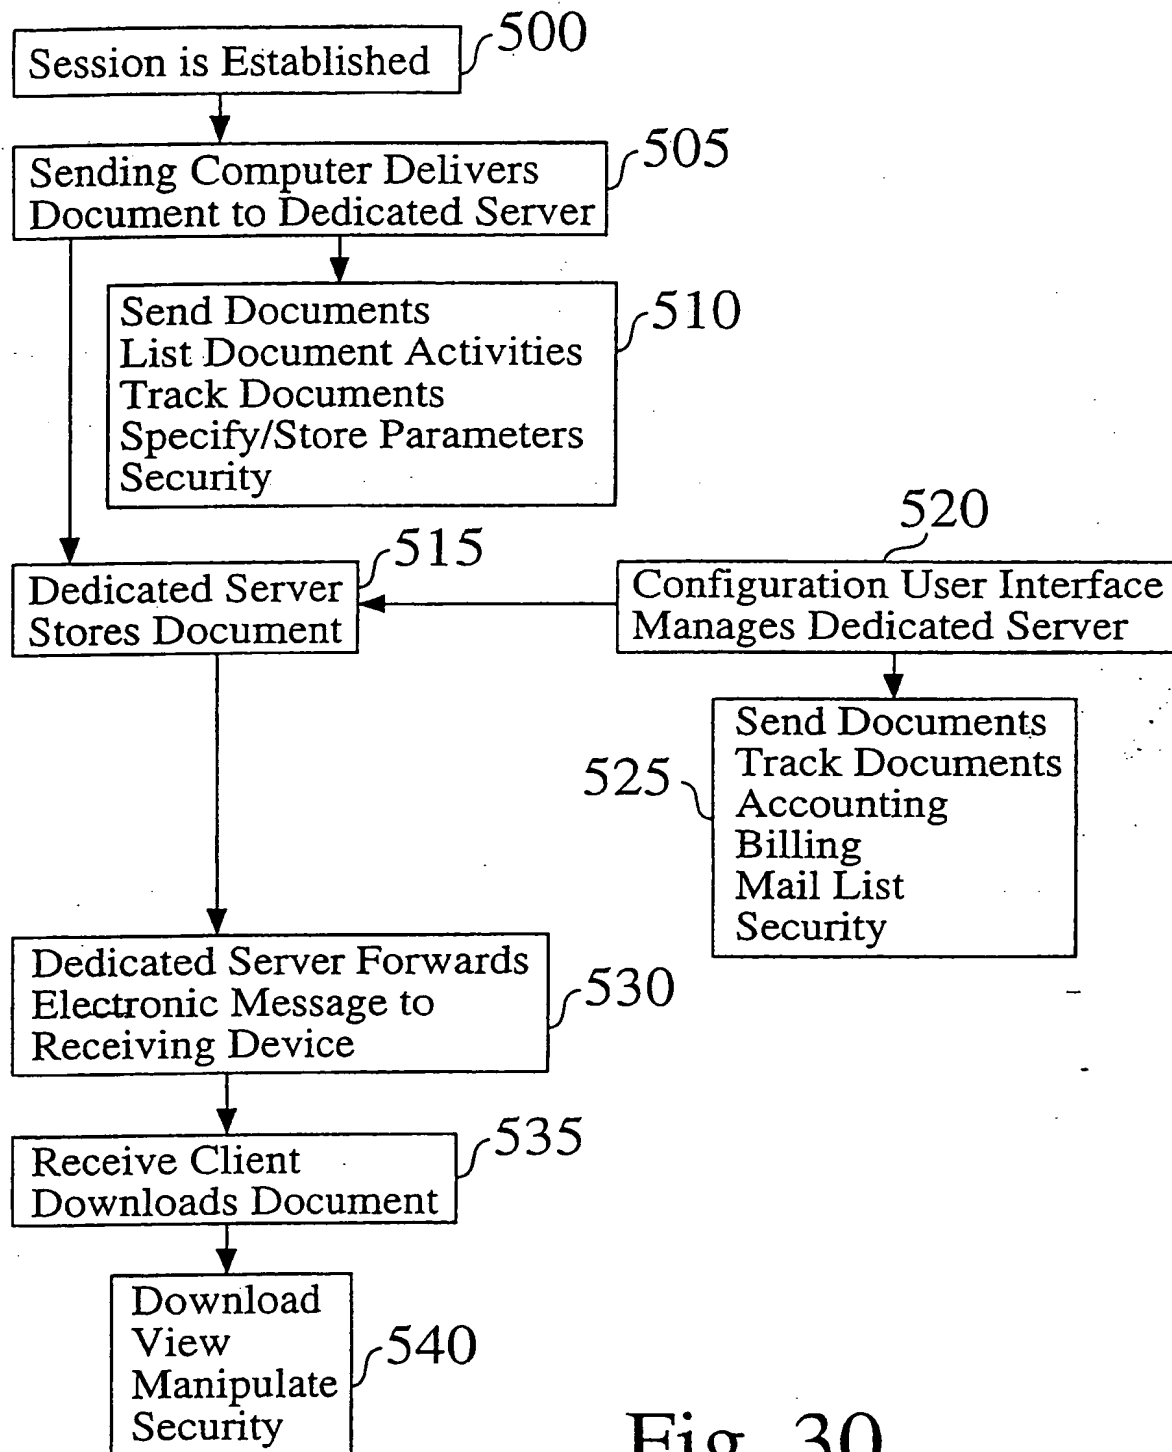 500
Session is Established
505
Sending Computer Delivers
Document to Dedicated Server
510
Send Documents
List Document Activities
Track Documents
Specify/Store Parameters
Security
515
Dedicated Server
Stores Document
520
Configuration User Interface
Manages Dedicated Server
525
Send Documents
Track Documents
Accounting
Billing
Mail List
Security
530
Dedicated Server Forwards
Electronic Message to
Receiving Device
535
Receive Client
Downloads Document
540
Download
View
Manipulate
Security
Fig. 30